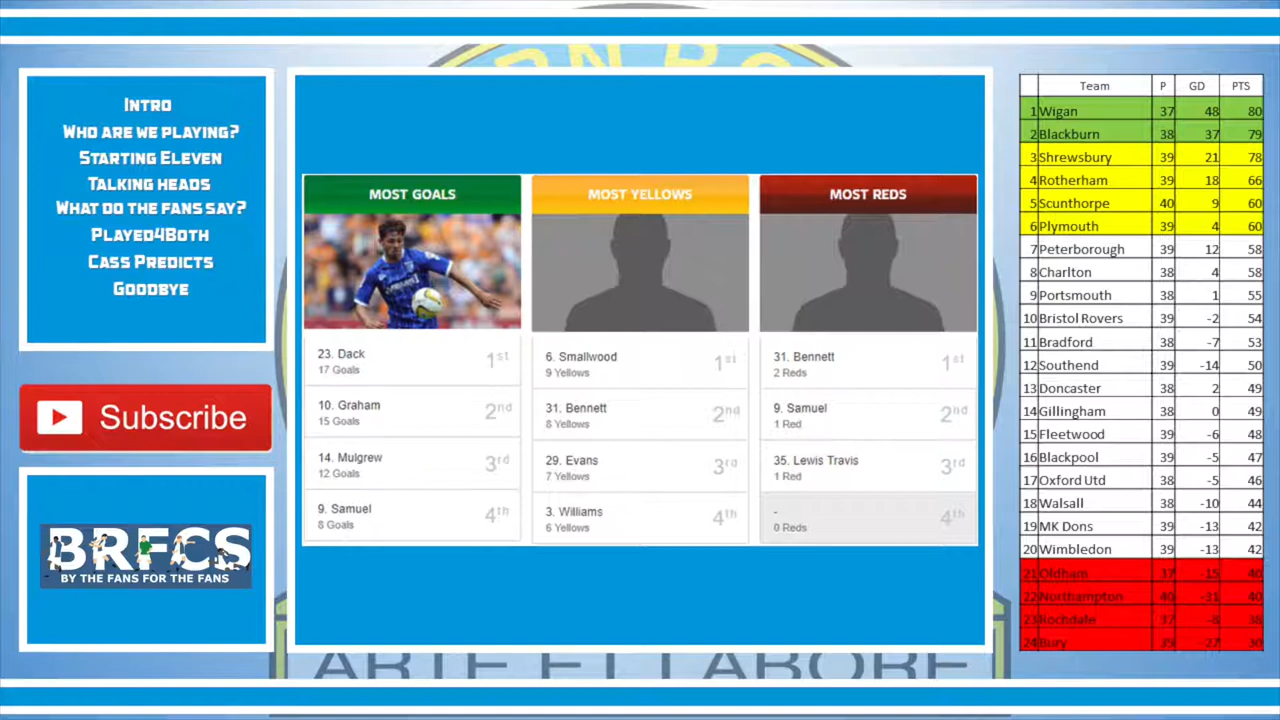 INTRO
WHO ARE WE PLAYING?
STARTING ELEVEN
TALKING HEADS
WHAT DO THE FANS SAY?
PLAYED4BOTH
CASS PREDICTS
GOODBYE
Subscribe
BRFCS
BY THE FANS FOR THE FANS
MOST GOALS
23. Dack
17 Goals
1st
10. Graham
15 Goals
2nd
14. Mulgrew
12 Goals
3rd
9. Samuel
8 Goals
4th
MOST YELLOWS
6. Smallwood
9 Yellows
1st
31. Bennett
8 Yellows
2nd
29. Evans
7 Yellows
3rd
3. Williams
6 Yellows
4th
MOST REDS
31. Bennett
2 Reds
1st
9. Samuel
1 Red
2nd
35. Lewis Travis
1 Red
3rd
-
0 Reds
4th
Team P GD PTS
1 Wigan 37 48 80
2 Blackburn 38 37 79
3 Shrewsbury 39 21 78
4 Rotherham 39 18 66
5 Scunthorpe 40 9 60
6 Plymouth 39 4 60
7 Peterborough 39 12 58
8 Charlton 38 4 58
9 Portsmouth 38 1 55
10 Bristol Rovers 39 -2 54
11 Bradford 38 -7 53
12 Southend 39 -14 50
13 Doncaster 38 2 49
14 Gillingham 38 0 49
15 Fleetwood 39 -6 48
16 Blackpool 39 -5 47
17 Oxford Utd 38 -5 46
18 Walsall 38 -10 44
19 MK Dons 39 -13 42
20 Wimbledon 39 -13 42
21 Oldham 37 -15 40
22 Northampton 40 -31 40
23 Rochdale 37 -8 38
24 Bury 39 -27 30
ARTE ET LABORE